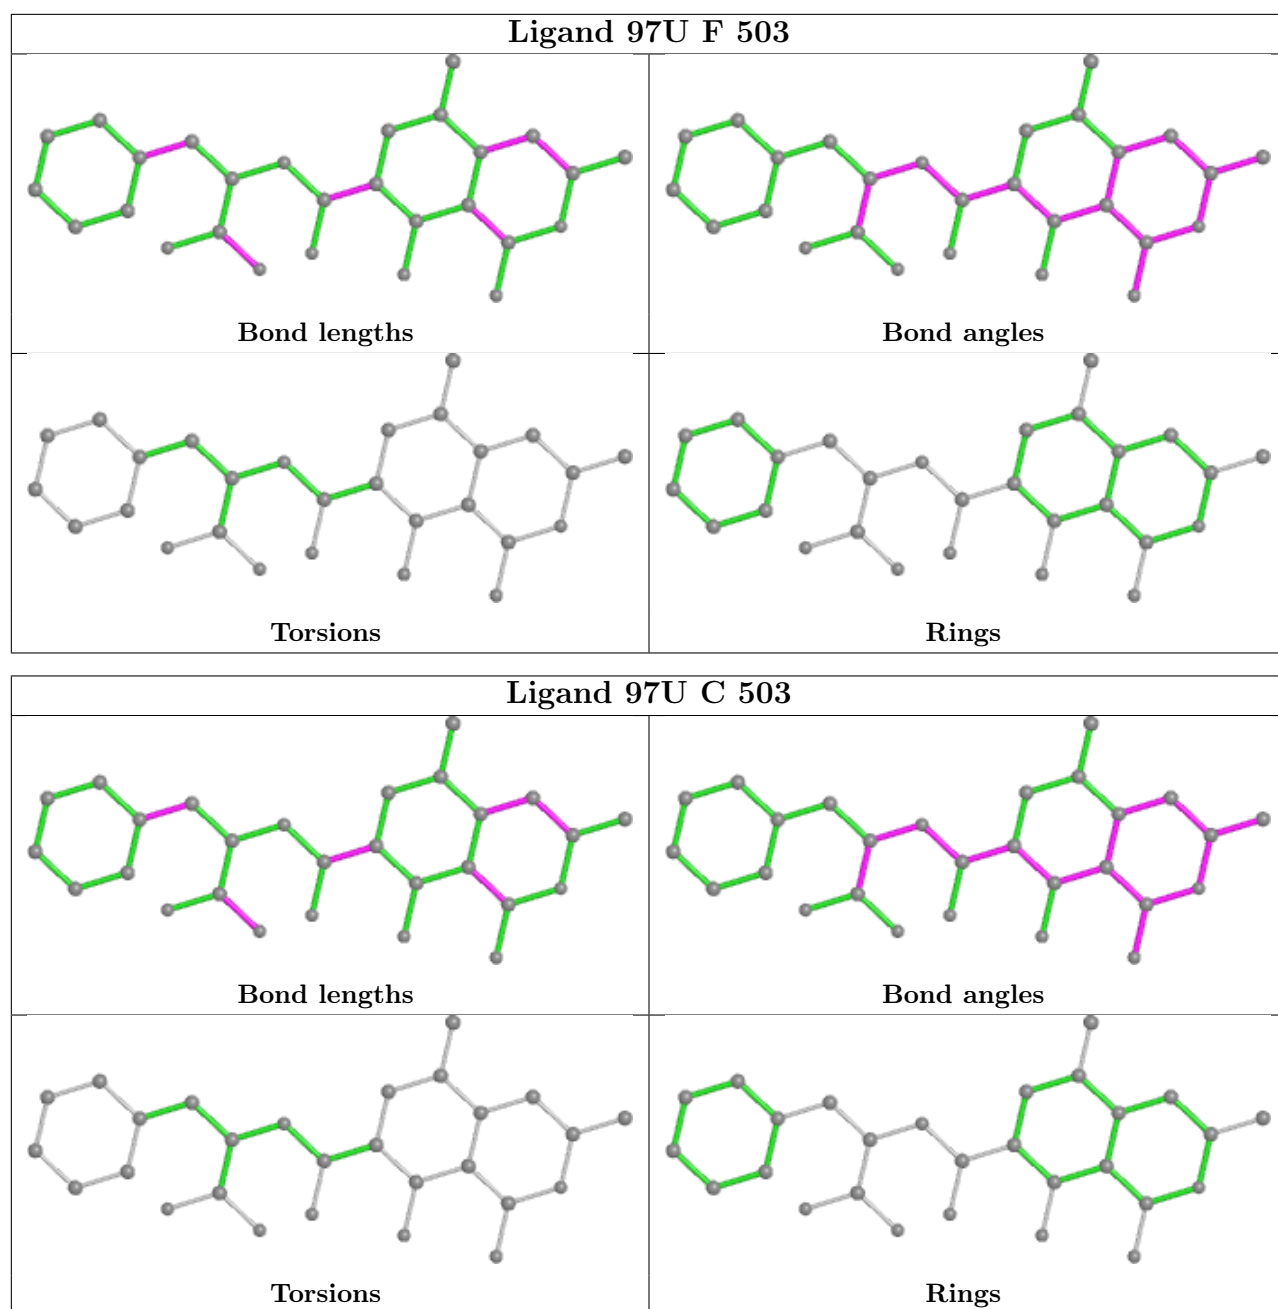 Ligand 97U F 503
Bond lengths
Bond angles
Torsions
Rings
Ligand 97U C 503
Bond lengths
Bond angles
Torsions
Rings